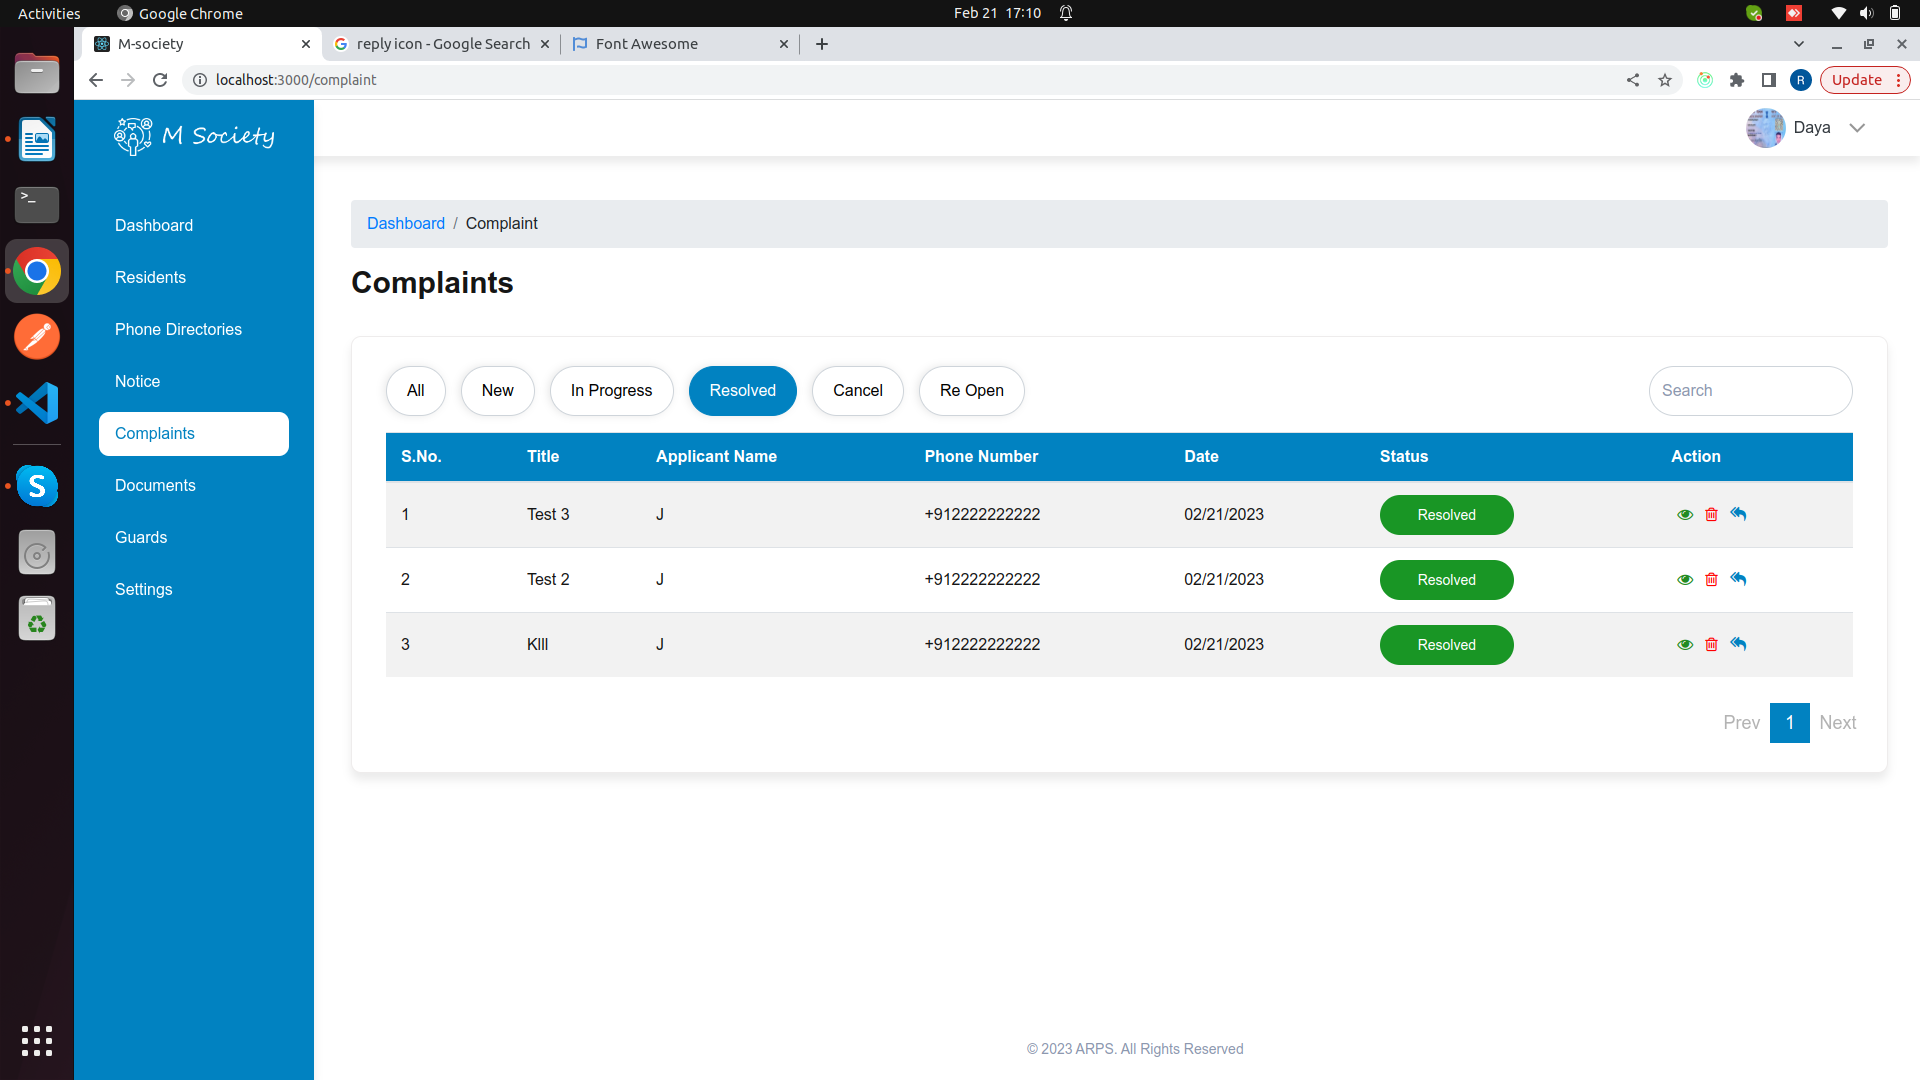 Activities Google Chrome Feb 21 17:10
M-society reply icon - Google Search Font Awesome
localhost:3000/complaint R Update
M Society Daya
Dashboard
Residents
Phone Directories
Notice
Complaints
Documents
Guards
Settings
Dashboard / Complaint
Complaints
All New In Progress Resolved Cancel Re Open Search
S.No. Title Applicant Name Phone Number Date Status Action
1 Test 3 J +912222222222 02/21/2023 Resolved
2 Test 2 J +912222222222 02/21/2023 Resolved
3 Klll J +912222222222 02/21/2023 Resolved
Prev 1 Next
© 2023 ARPS. All Rights Reserved